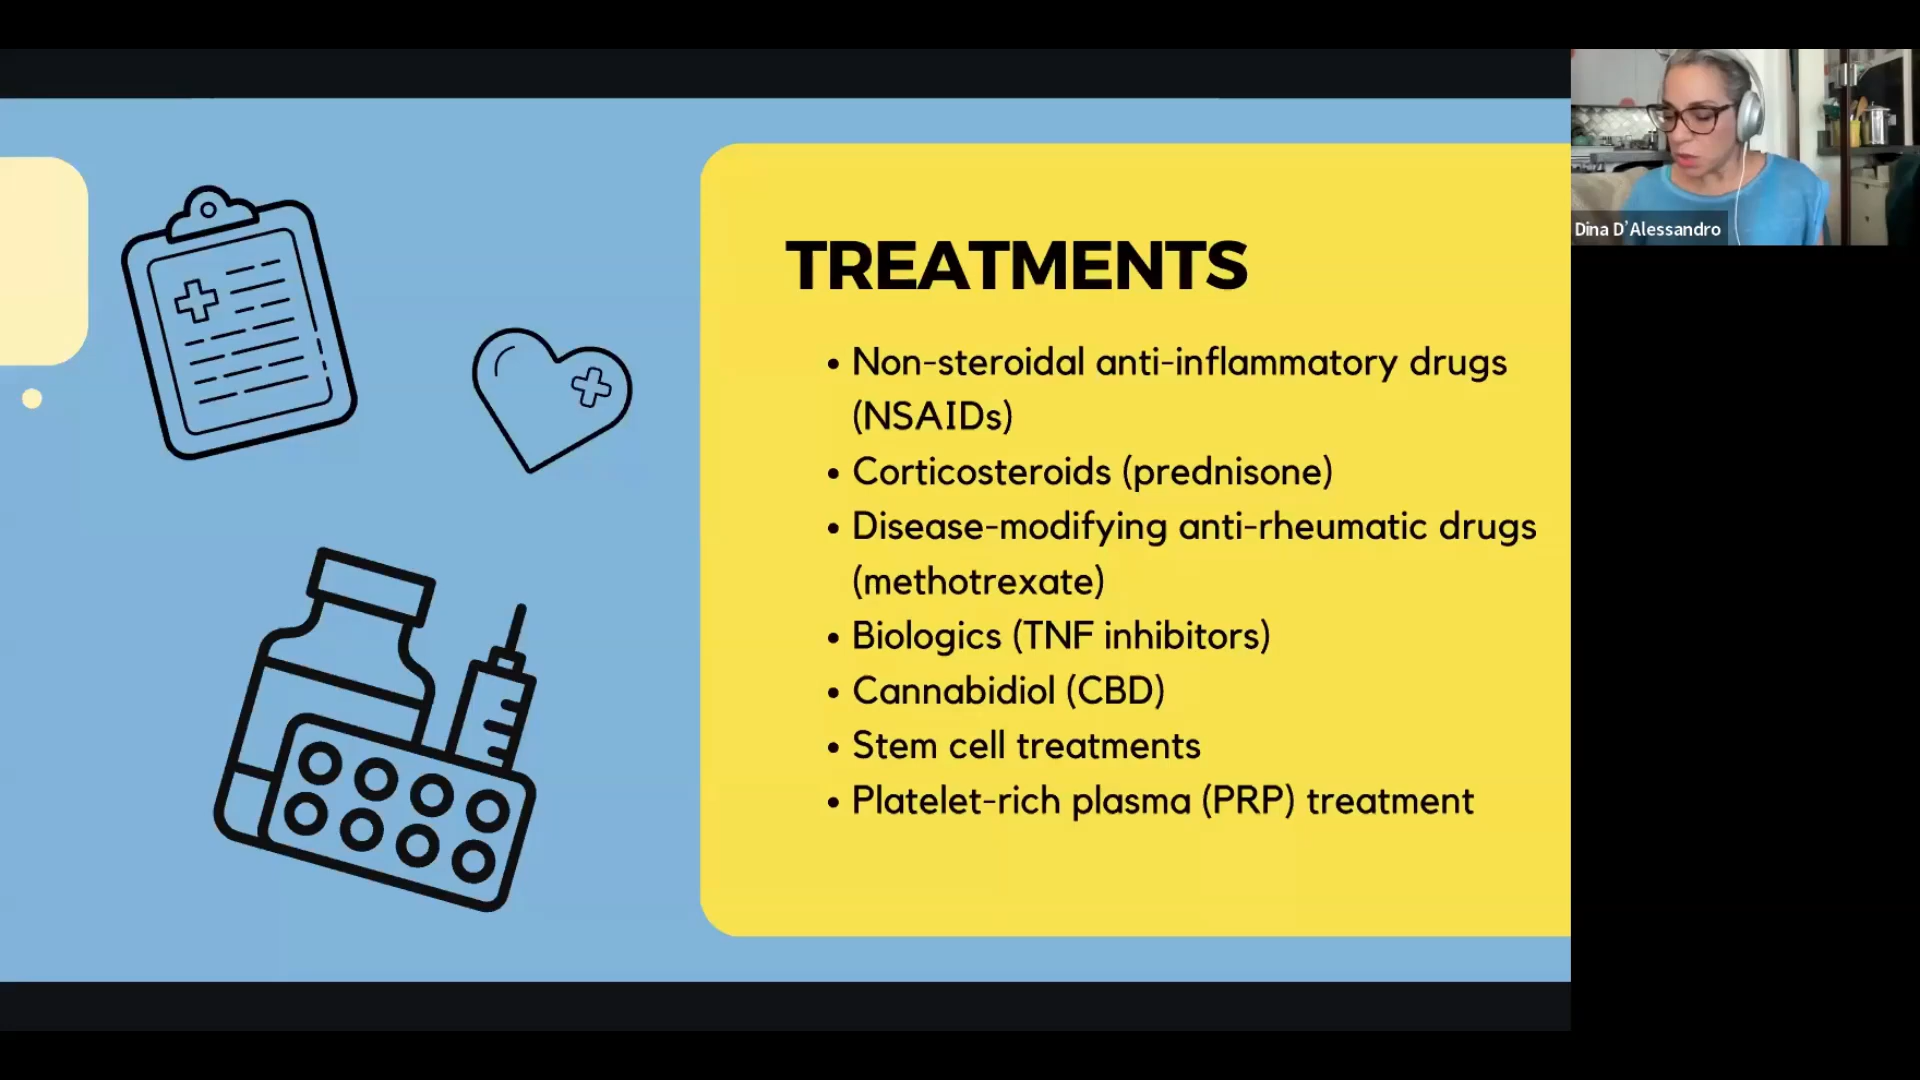 Dina D’Alessandro
TREATMENTS
• Non-steroidal anti-inflammatory drugs
(NSAIDs)
• Corticosteroids (prednisone)
• Disease-modifying anti-rheumatic drugs
(methotrexate)
• Biologics (TNF inhibitors)
• Cannabidiol (CBD)
• Stem cell treatments
• Platelet-rich plasma (PRP) treatment